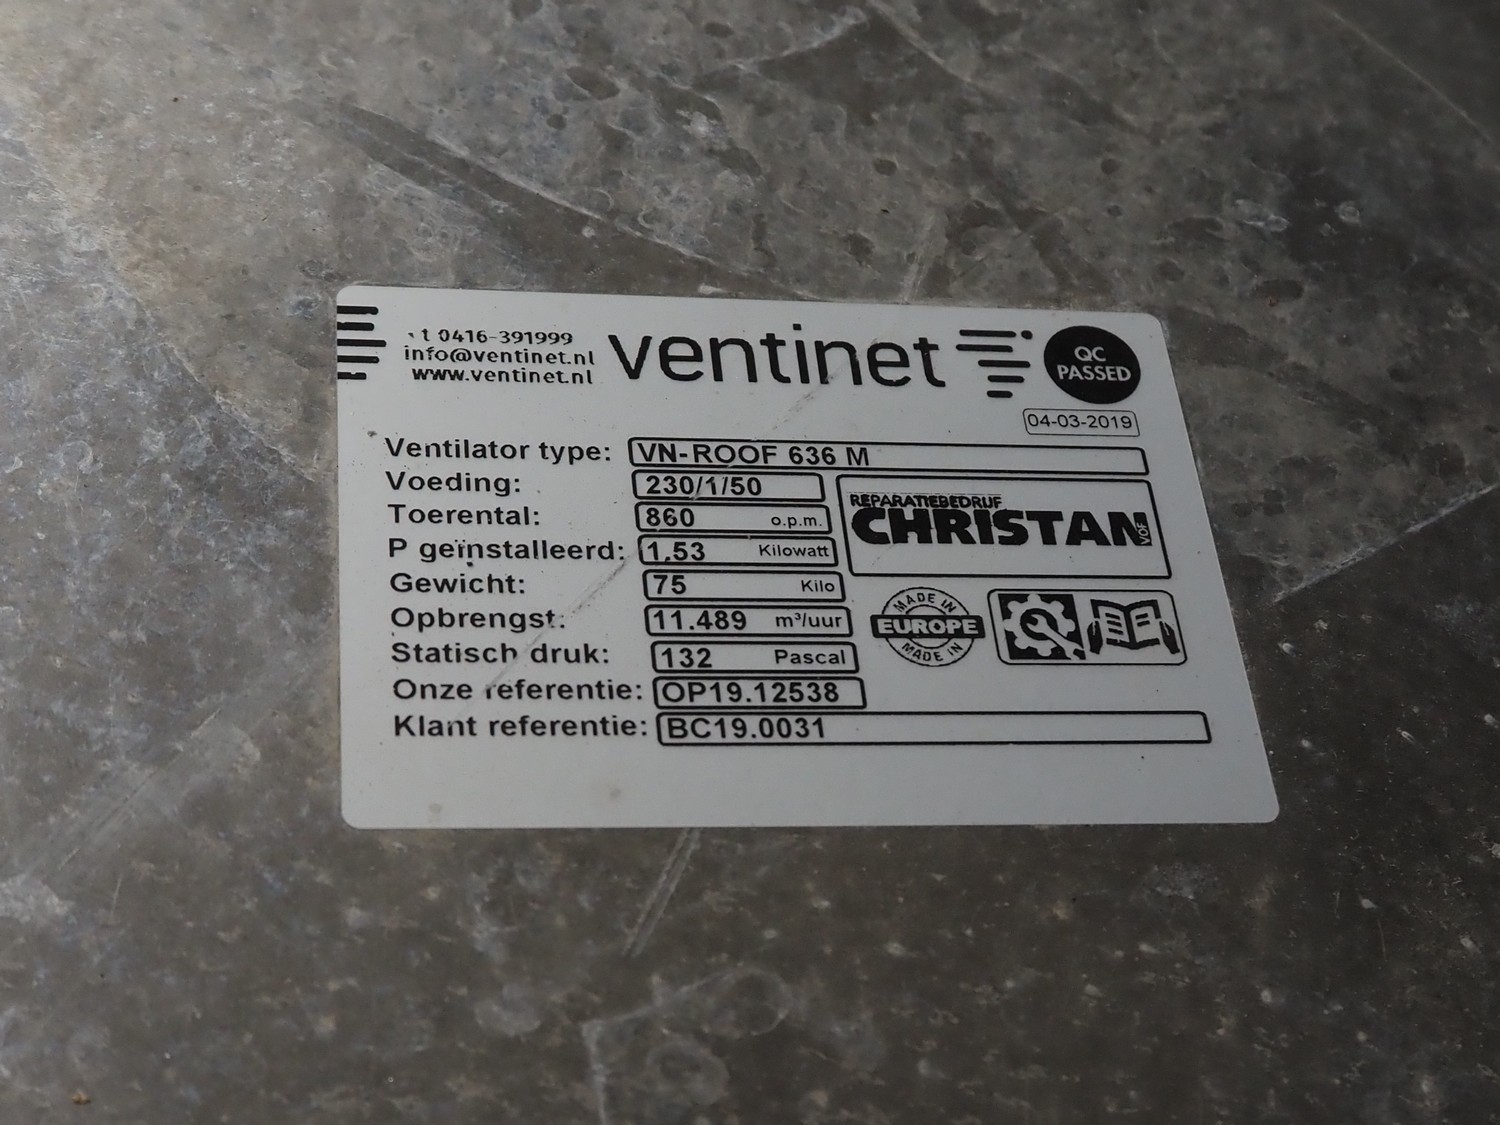 t 0416-391999
info@ventinet.nl
www.ventinet.nl
ventinet
QC
PASSED
04-03-2019
Ventilator type: VN-ROOF 636 M
Voeding: 230/1/50
Toerental: 860 o.p.m.
P geïnstalleerd: 1.53 Kilowatt
Gewicht: 75 Kilo
Opbrengst: 11.489 m³/uur
Statisch druk: 132 Pascal
Onze referentie: OP19.12538
Klant referentie: BC19.0031
REPARATIEBEDRIJF
CHRISTAN VOF
MADE IN
EUROPE
MADE IN